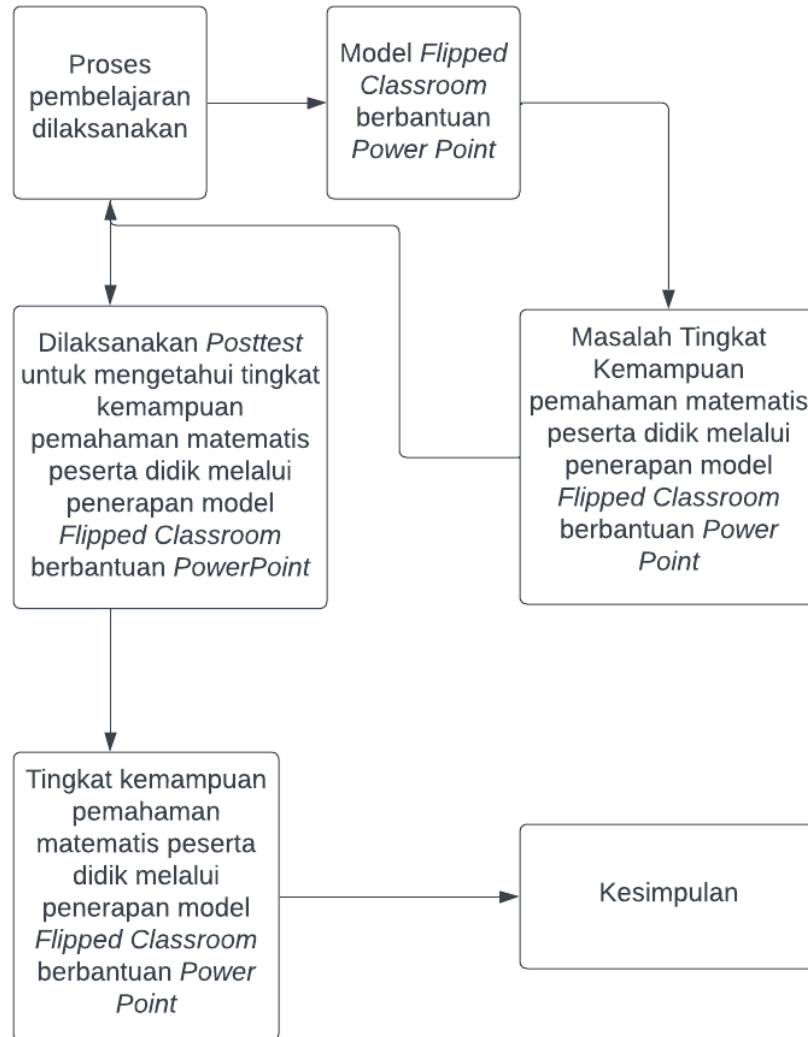 Proses
pembelajaran
dilaksanakan
Model Flipped
Classroom
berbantuan
Power Point
Dilaksanakan Posttest
untuk mengetahui tingkat
kemampuan
pemahaman matematis
peserta didik melalui
penerapan model
Flipped Classroom
berbantuan PowerPoint
Masalah Tingkat
Kemampuan
pemahaman matematis
peserta didik melalui
penerapan model
Flipped Classroom
berbantuan Power
Point
Tingkat kemampuan
pemahaman
matematis peserta
didik melalui
penerapan model
Flipped Classroom
berbantuan Power
Point
Kesimpulan